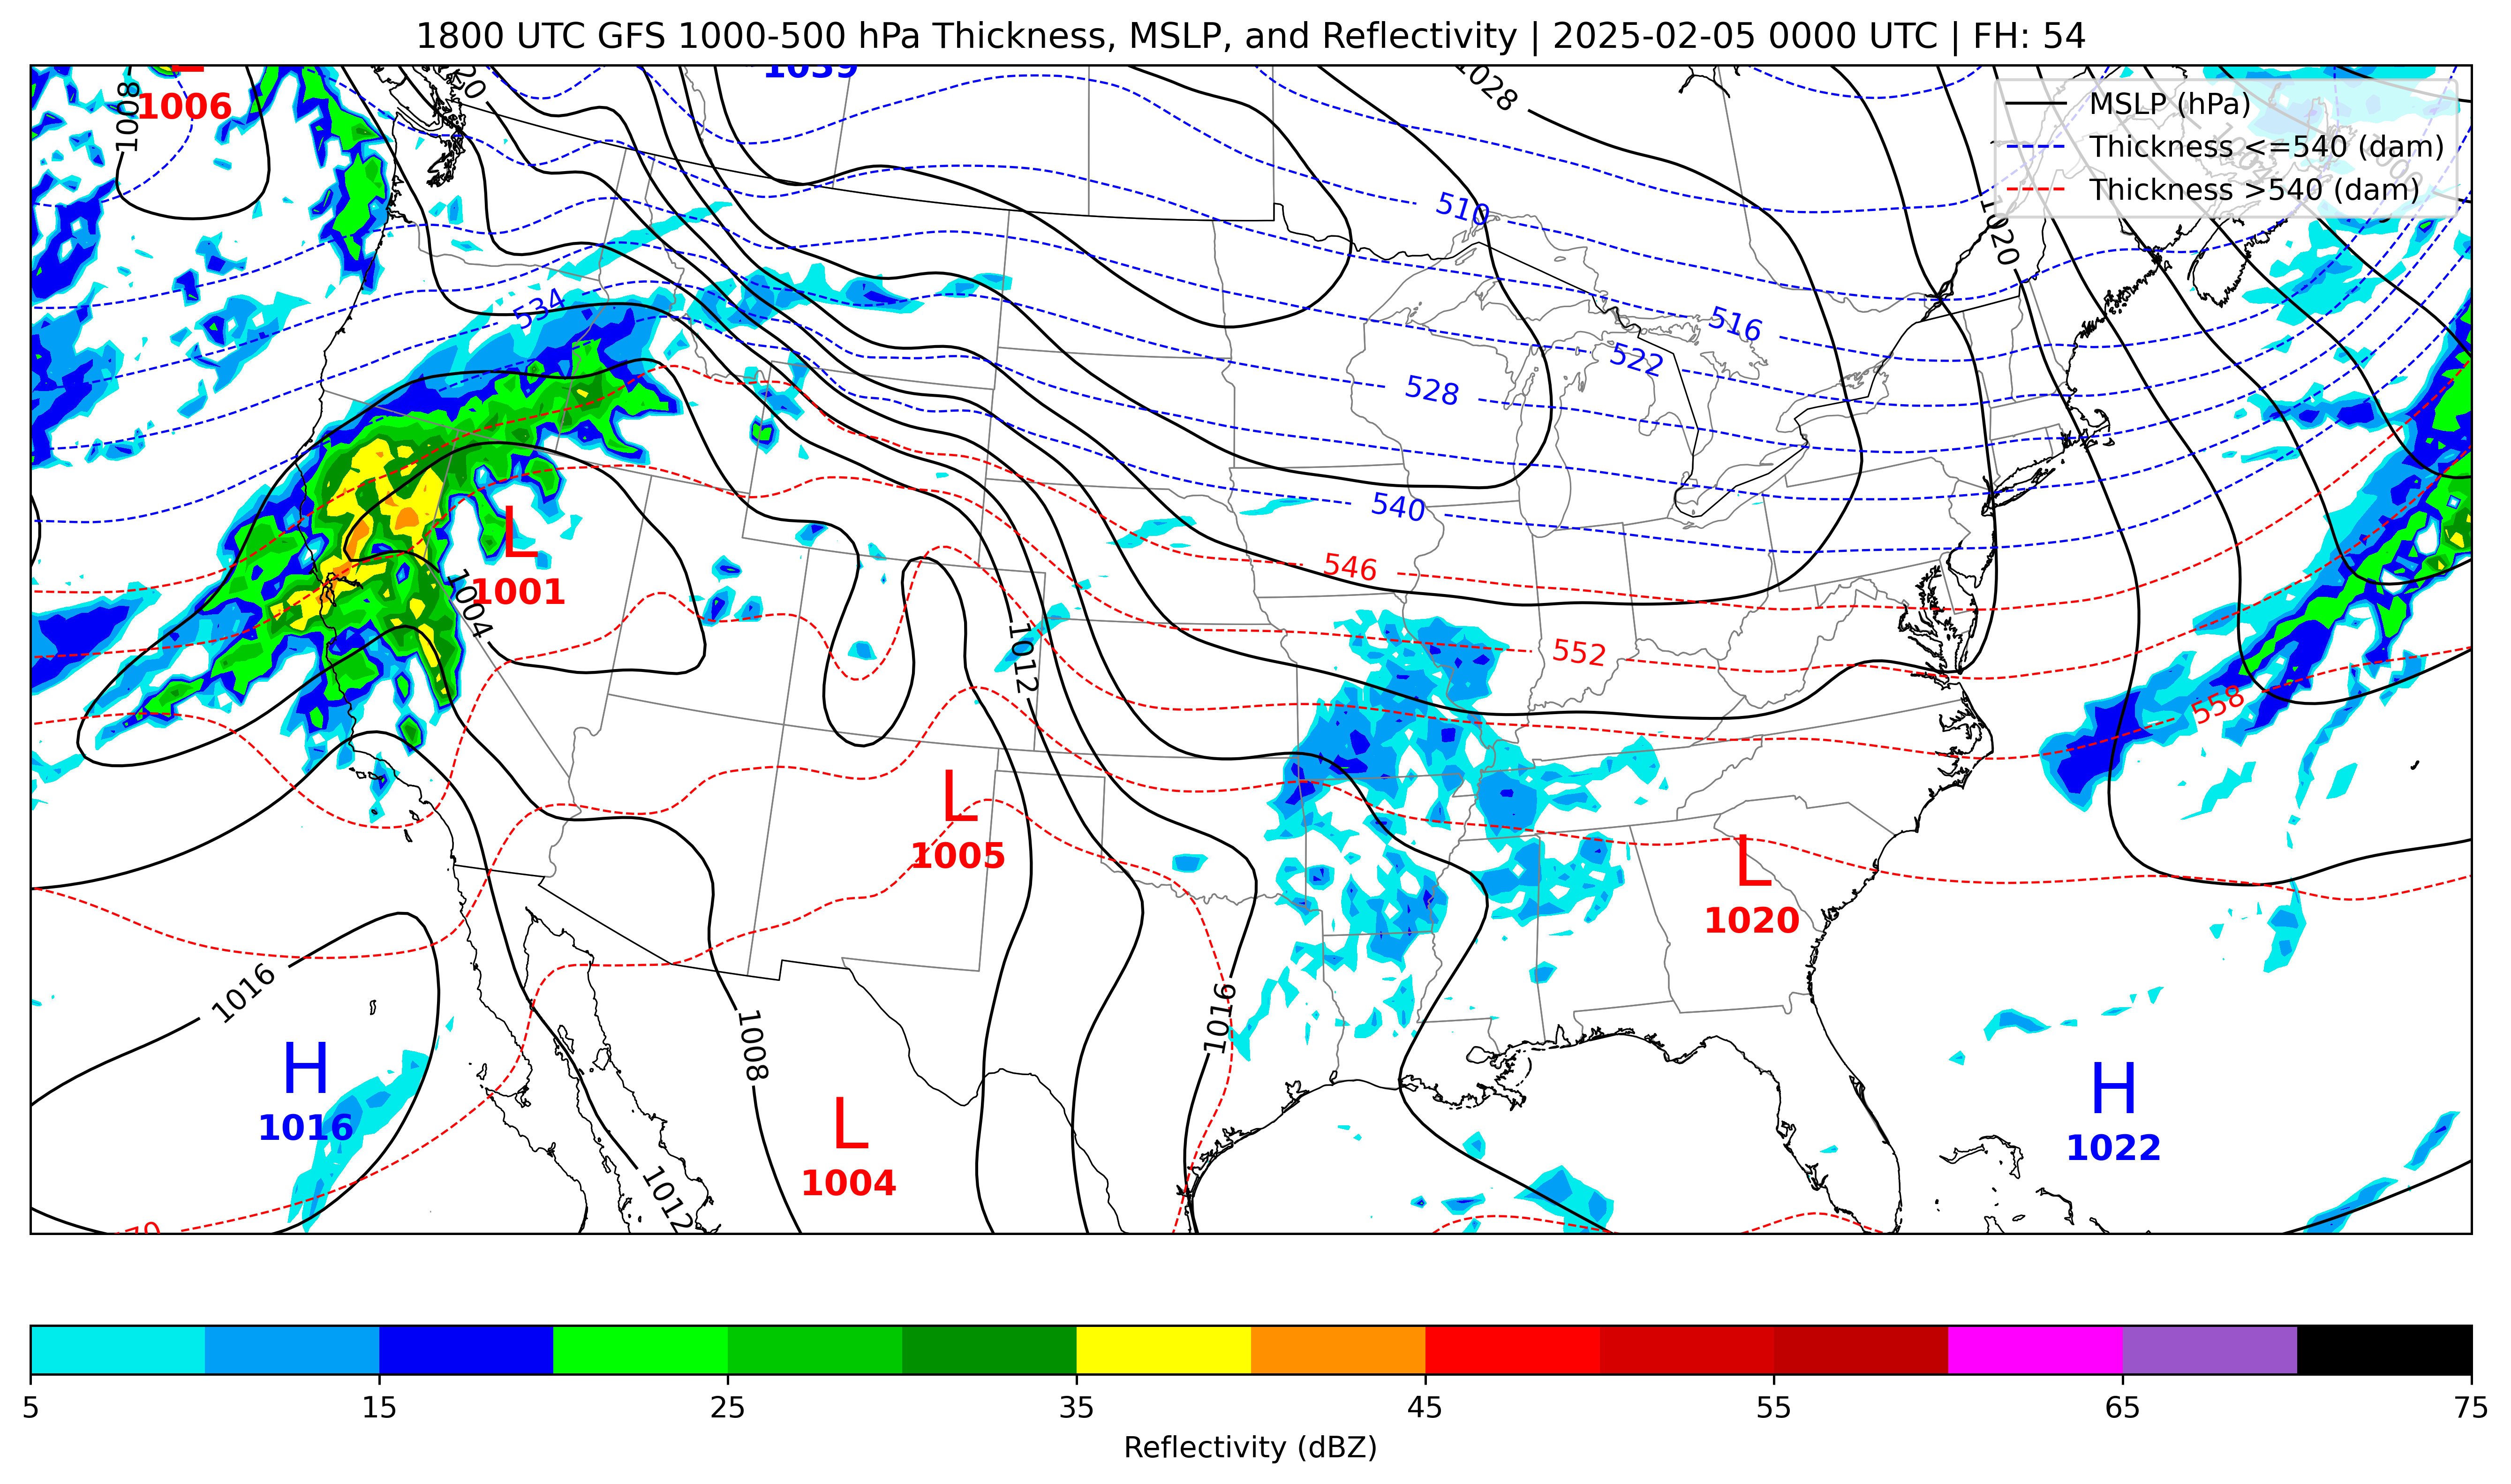 1800 UTC GFS 1000-500 hPa Thickness, MSLP, and Reflectivity | 2025-02-05 0000 UTC | FH: 54
1039
1006
1008
1028
MSLP (hPa)
Thickness <=540 (dam)
Thickness >540 (dam)
510
1020
534
516
522
528
540
L
1001
546
1004
1012
552
558
L
1005
L
1020
1016
1016
1008
H
1016
H
1022
L
1004
1012
5 15 25 35 45 55 65 75
Reflectivity (dBZ)